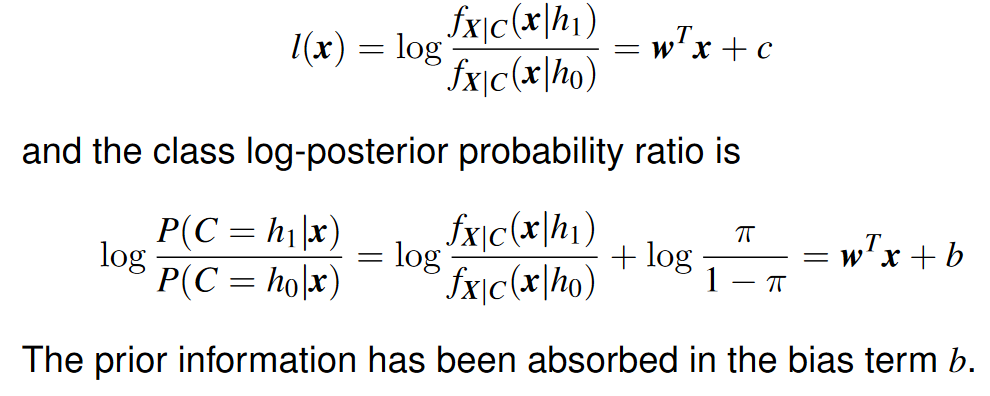 l(x) = log f_{X|C}(x|h_1) / f_{X|C}(x|h_0) = w^T x + c
and the class log-posterior probability ratio is
log P(C = h_1|x) / P(C = h_0|x) = log f_{X|C}(x|h_1) / f_{X|C}(x|h_0) + log π / 1 − π = w^T x + b
The prior information has been absorbed in the bias term b.